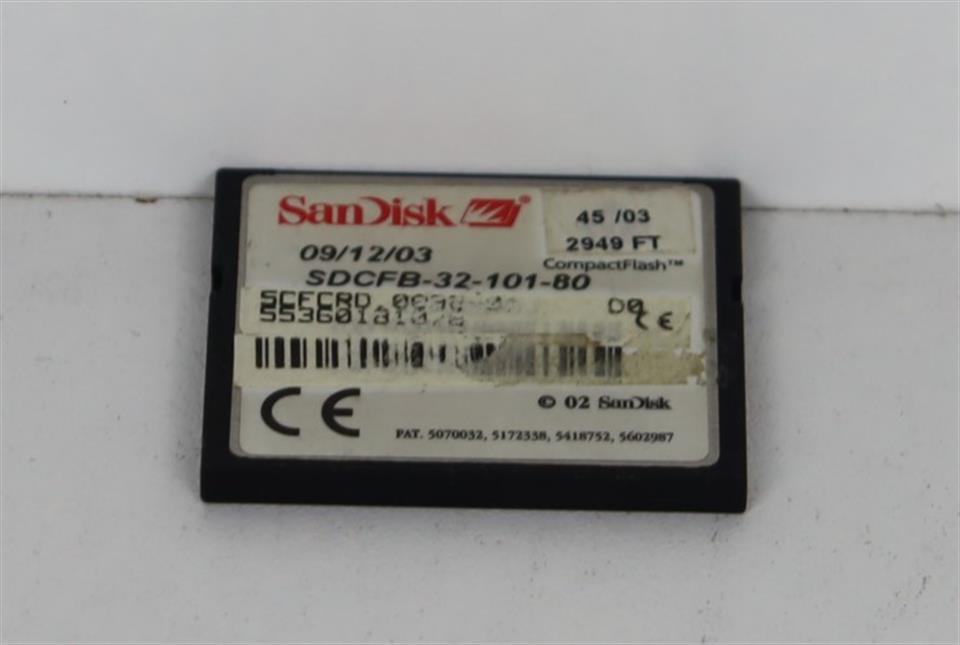 SanDisk
45 /03
2949 FT
CompactFlash™
09/12/03
SDCFB-32-101-80
SCFCRD
D0
CE
CE
© 02 SanDisk
PAT. 5070032, 5172338, 5418752, 5602987